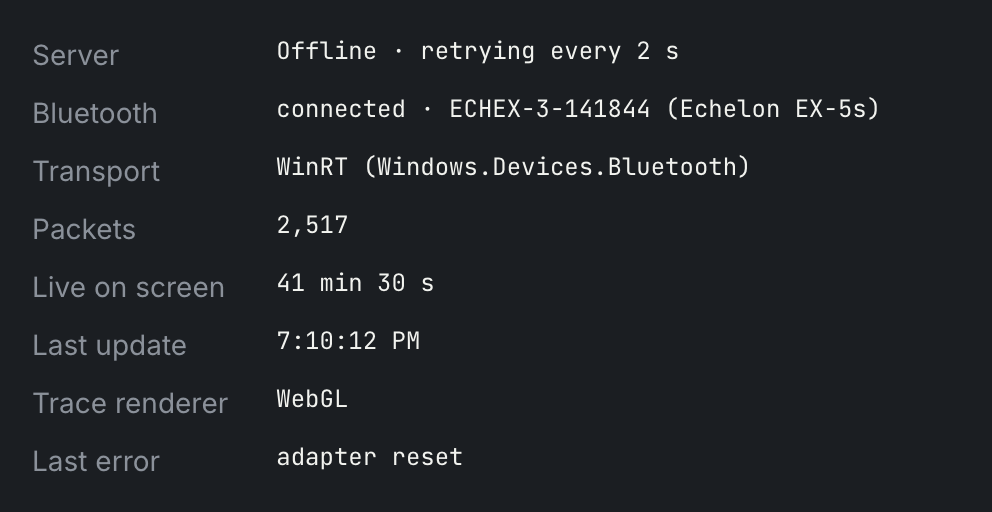 Server Offline · retrying every 2 s
Bluetooth connected · ECHEX-3-141844 (Echelon EX-5s)
Transport WinRT (Windows.Devices.Bluetooth)
Packets 2,517
Live on screen 41 min 30 s
Last update 7:10:12 PM
Trace renderer WebGL
Last error adapter reset